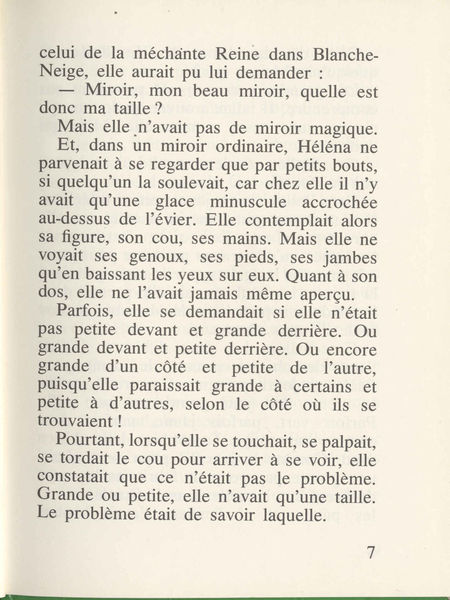 celui de la méchante Reine dans Blanche-
Neige, elle aurait pu lui demander :
— Miroir, mon beau miroir, quelle est
donc ma taille ?
Mais elle n'avait pas de miroir magique.
Et, dans un miroir ordinaire, Héléna ne
parvenait à se regarder que par petits bouts,
si quelqu'un la soulevait, car chez elle il n'y
avait qu'une glace minuscule accrochée
au-dessus de l'évier. Elle contemplait alors
sa figure, son cou, ses mains. Mais elle ne
voyait ses genoux, ses pieds, ses jambes
qu'en baissant les yeux sur eux. Quant à son
dos, elle ne l'avait jamais même aperçu.
Parfois, elle se demandait si elle n'était
pas petite devant et grande derrière. Ou
grande devant et petite derrière. Ou encore
grande d'un côté et petite de l'autre,
puisqu'elle paraissait grande à certains et
petite à d'autres, selon le côté où ils se
trouvaient !
Pourtant, lorsqu'elle se touchait, se palpait,
se tordait le cou pour arriver à se voir, elle
constatait que ce n'était pas le problème.
Grande ou petite, elle n'avait qu'une taille.
Le problème était de savoir laquelle.
7